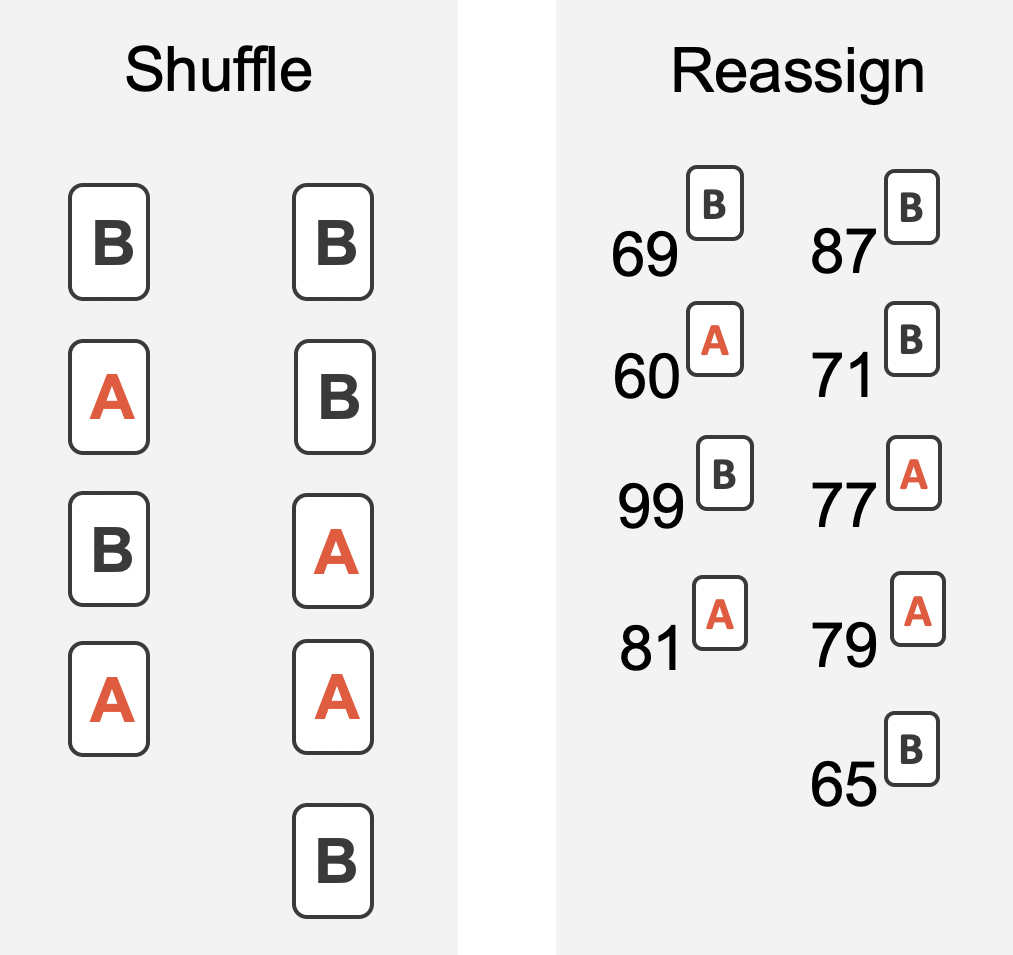 Shuffle
B B
A B
B A
A A
B
Reassign
69 B 87 B
60 A 71 B
99 B 77 A
81 A 79 A
65 B